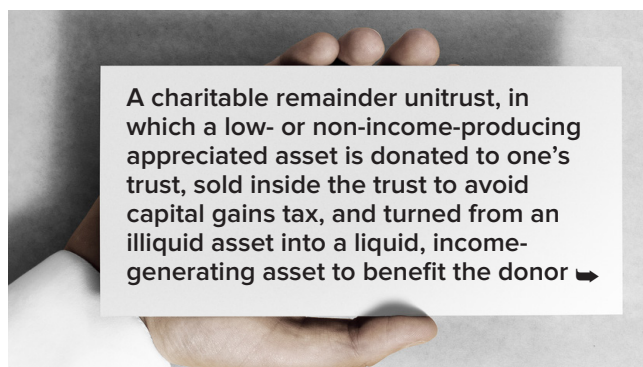 A charitable remainder unitrust, in
which a low- or non-income-producing
appreciated asset is donated to one’s
trust, sold inside the trust to avoid
capital gains tax, and turned from an
illiquid asset into a liquid, income-
generating asset to benefit the donor ➥